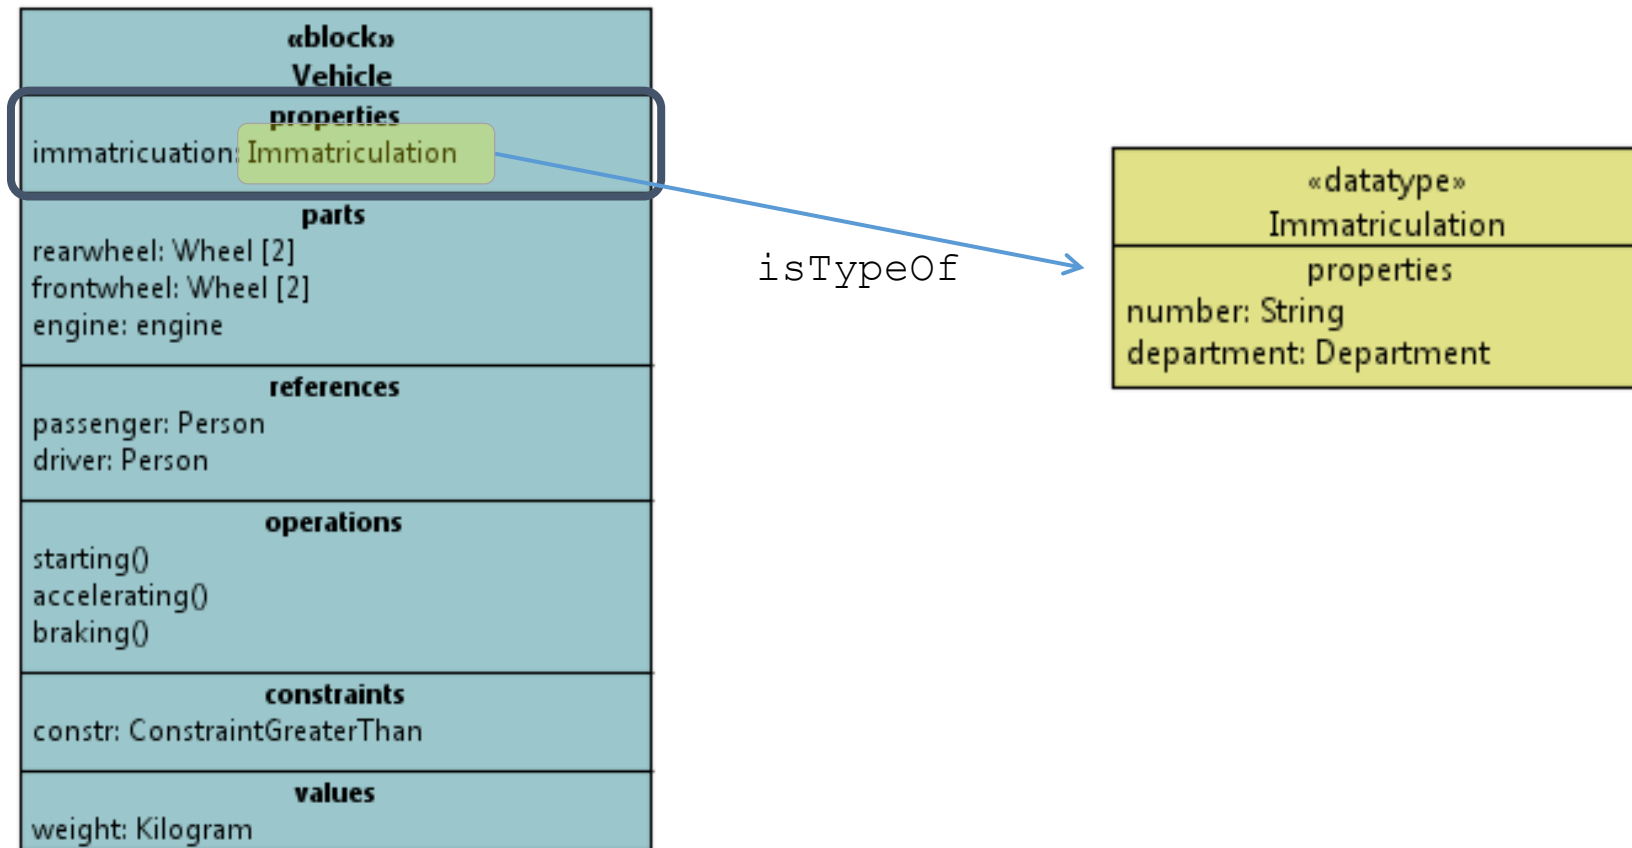 «block»
Vehicle
properties
immatricuation: Immatriculation
parts
rearwheel: Wheel [2]
frontwheel: Wheel [2]
engine: engine
references
passenger: Person
driver: Person
operations
starting()
accelerating()
braking()
constraints
constr: ConstraintGreaterThan
values
weight: Kilogram
isTypeOf
«datatype»
Immatriculation
properties
number: String
department: Department